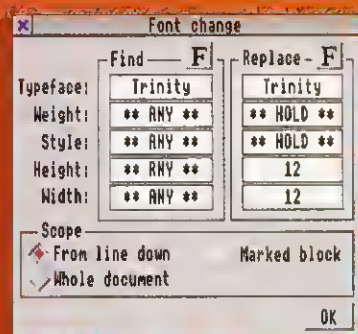 Font change
Find F Replace F
Typeface: Trinity Trinity
Weight: ** ANY ** ** HOLD **
Style: ** ANY ** ** HOLD **
Height: ** ANY ** 12
Width: ** ANY ** 12
Scope
From line down Marked block
Whole document
OK